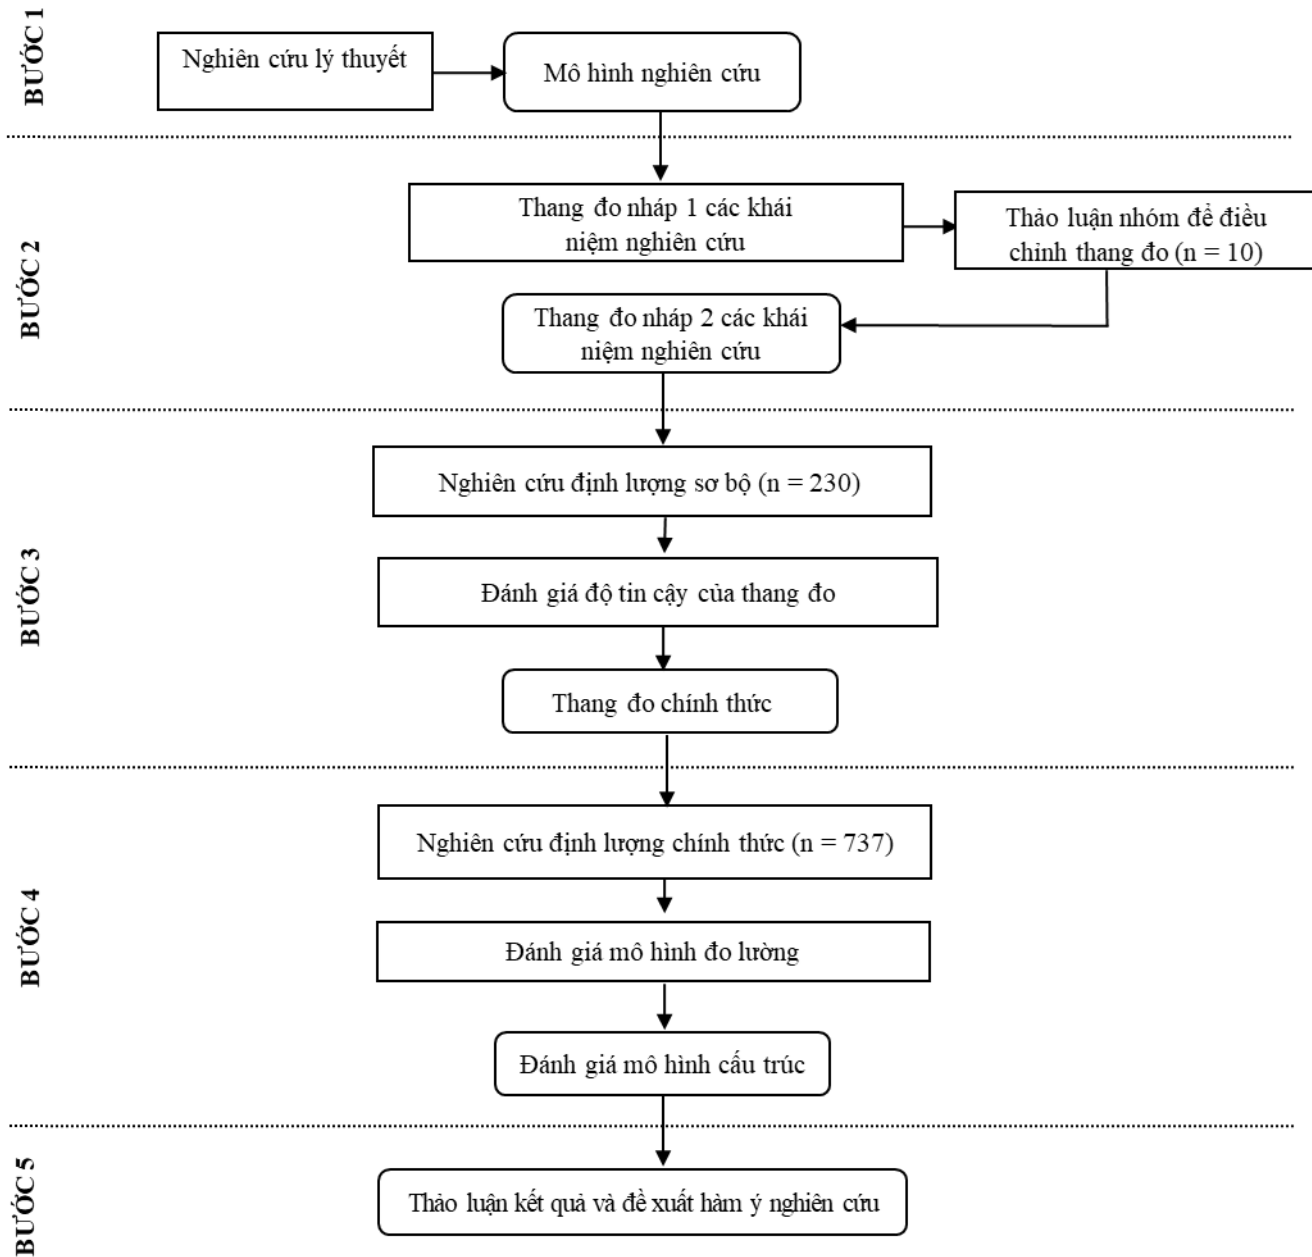 BƯỚC 1
Nghiên cứu lý thuyết
Mô hình nghiên cứu
BƯỚC 2
Thang đo nháp 1 các khái
niệm nghiên cứu
Thảo luận nhóm để điều
chỉnh thang đo (n = 10)
Thang đo nháp 2 các khái
niệm nghiên cứu
BƯỚC 3
Nghiên cứu định lượng sơ bộ (n = 230)
Đánh giá độ tin cậy của thang đo
Thang đo chính thức
BƯỚC 4
Nghiên cứu định lượng chính thức (n = 737)
Đánh giá mô hình đo lường
Đánh giá mô hình cấu trúc
BƯỚC 5
Thảo luận kết quả và đề xuất hàm ý nghiên cứu